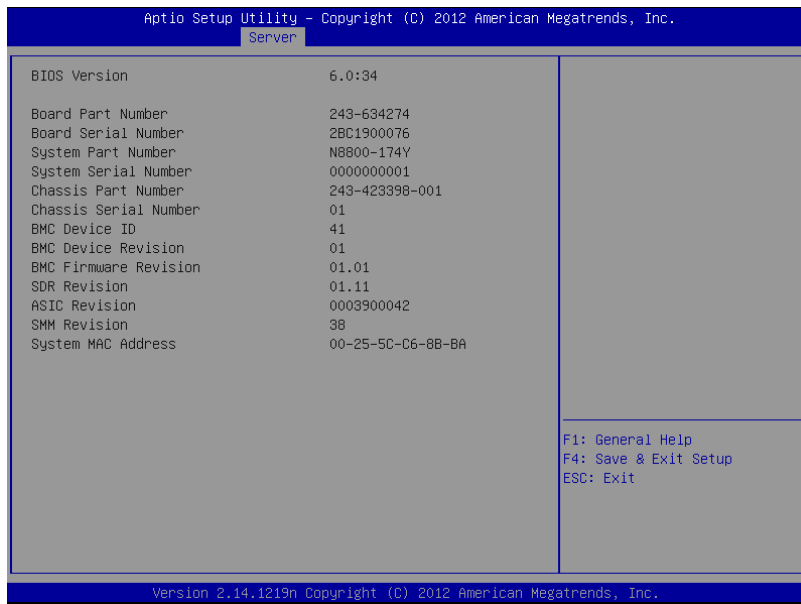 Aptio Setup Utility – Copyright (C) 2012 American Megatrends, Inc.
Server
BIOS Version 6.0:34
Board Part Number 243-634274
Board Serial Number 2BC1900076
System Part Number N8800-174Y
System Serial Number 0000000001
Chassis Part Number 243-423398-001
Chassis Serial Number 01
BMC Device ID 41
BMC Device Revision 01
BMC Firmware Revision 01.01
SDR Revision 01.11
ASIC Revision 0003900042
SMM Revision 38
System MAC Address 00-25-5C-C6-8B-BA
F1: General Help
F4: Save & Exit Setup
ESC: Exit
Version 2.14.1219n Copyright (C) 2012 American Megatrends, Inc.